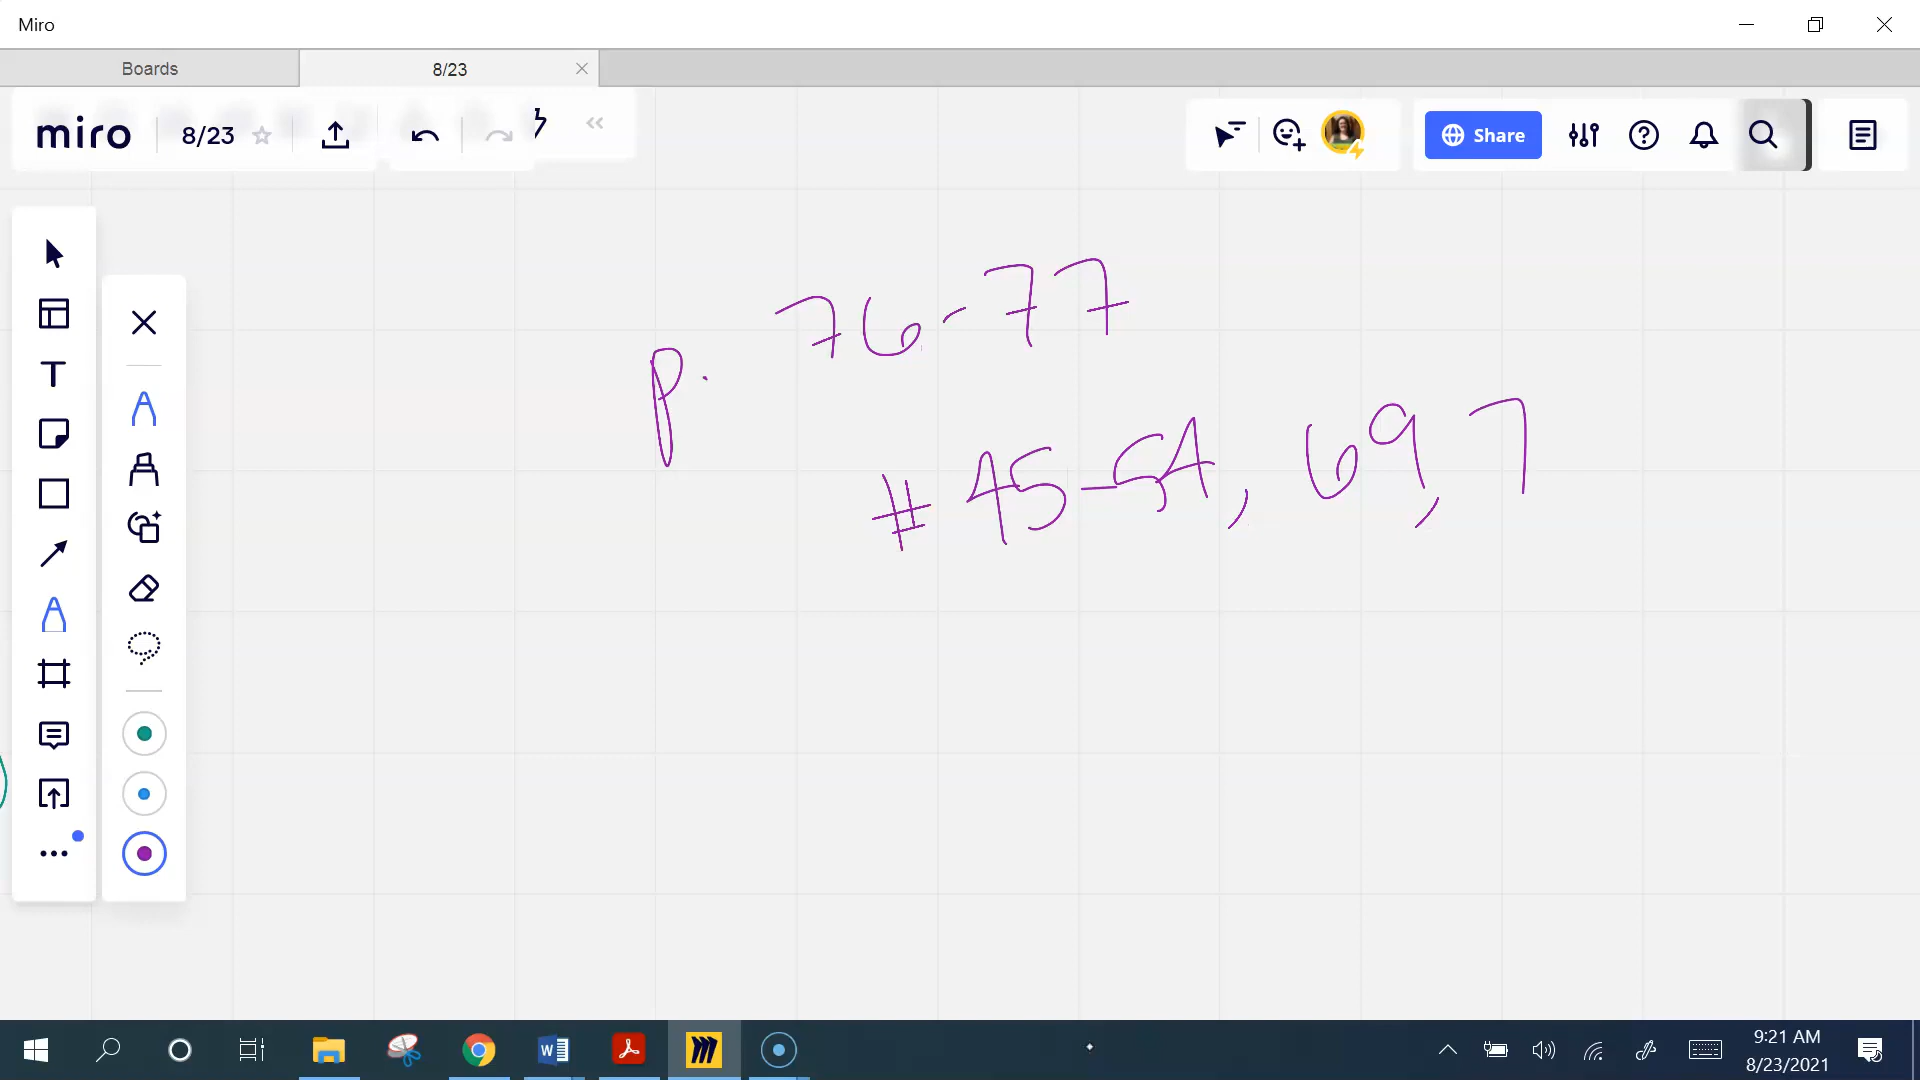 Miro
Boards
8/23
miro
8/23
Share
p. 76-77
# 45-54, 69, 7
T
9:21 AM
8/23/2021